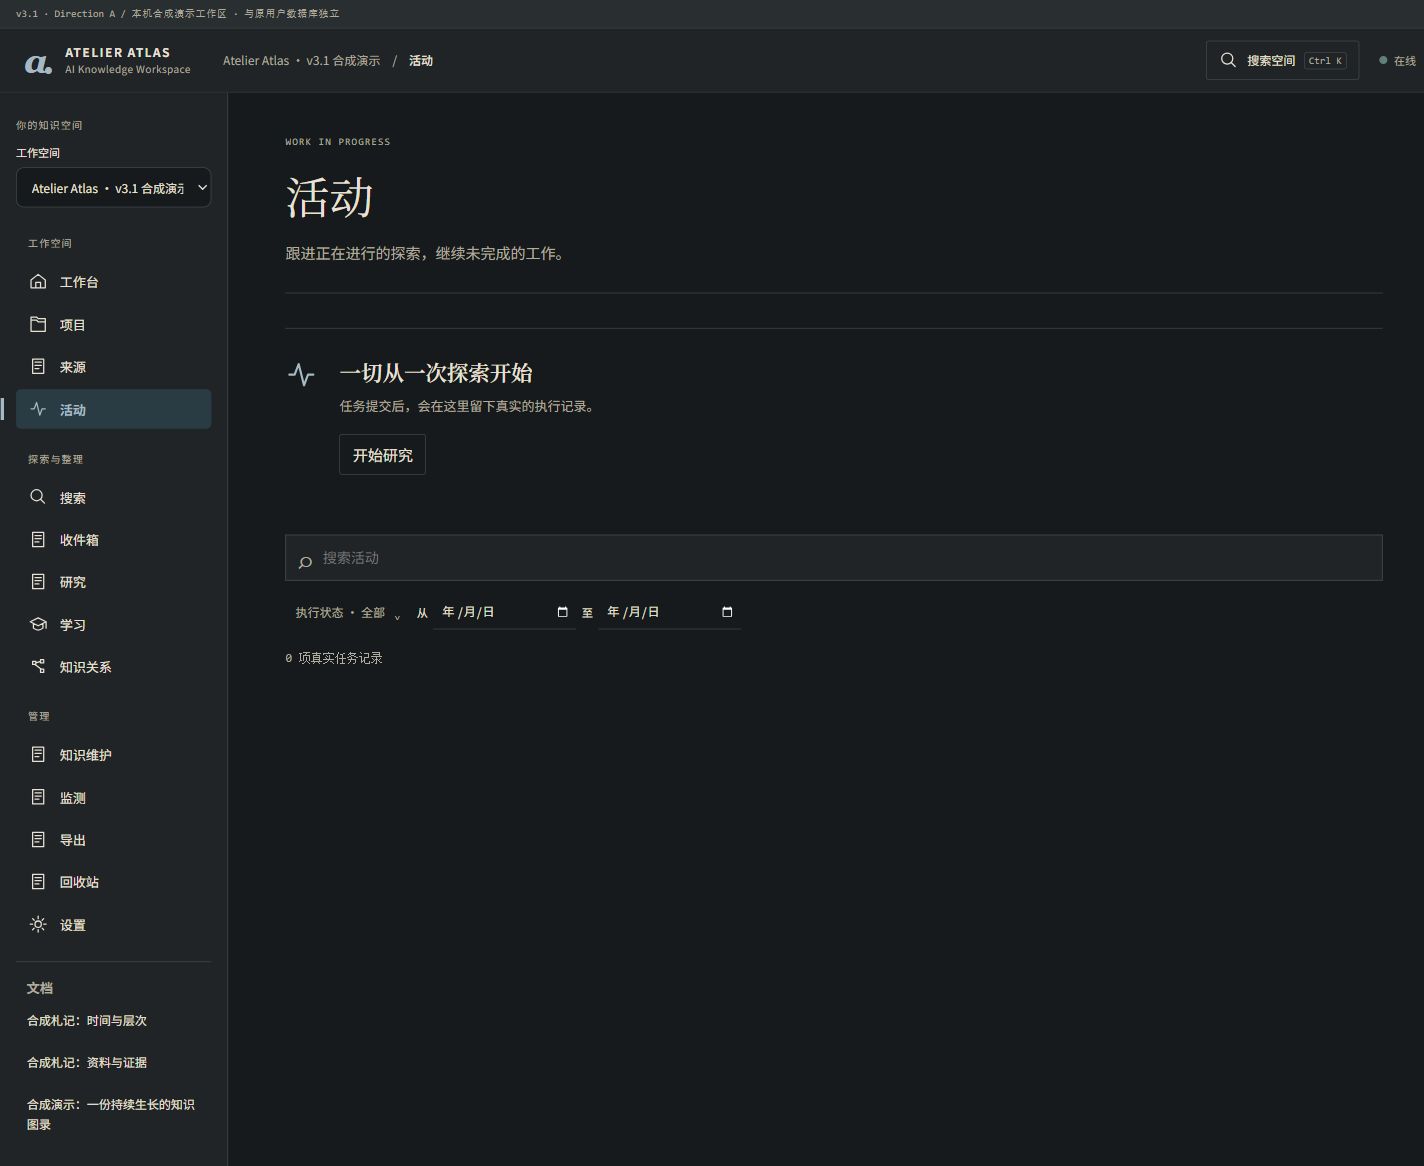 v3.1 · Direction A / 本机合成演示工作区 · 与原用户数据库独立
a.
ATELIER ATLAS
AI Knowledge Workspace
Atelier Atlas · v3.1 合成演示 / 活动
搜索空间 Ctrl K
在线
你的知识空间
工作空间
Atelier Atlas · v3.1 合成演示
工作空间
工作台
项目
来源
活动
探索与整理
搜索
收件箱
研究
学习
知识关系
管理
知识维护
监测
导出
回收站
设置
文档
合成札记：时间与层次
合成札记：资料与证据
合成演示：一份持续生长的知识
图录
WORK IN PROGRESS
活动
跟进正在进行的探索，继续未完成的工作。
一切从一次探索开始
任务提交后，会在这里留下真实的执行记录。
开始研究
搜索活动
执行状态 · 全部 从 年 /月/日 至 年 /月/日
0 项真实任务记录